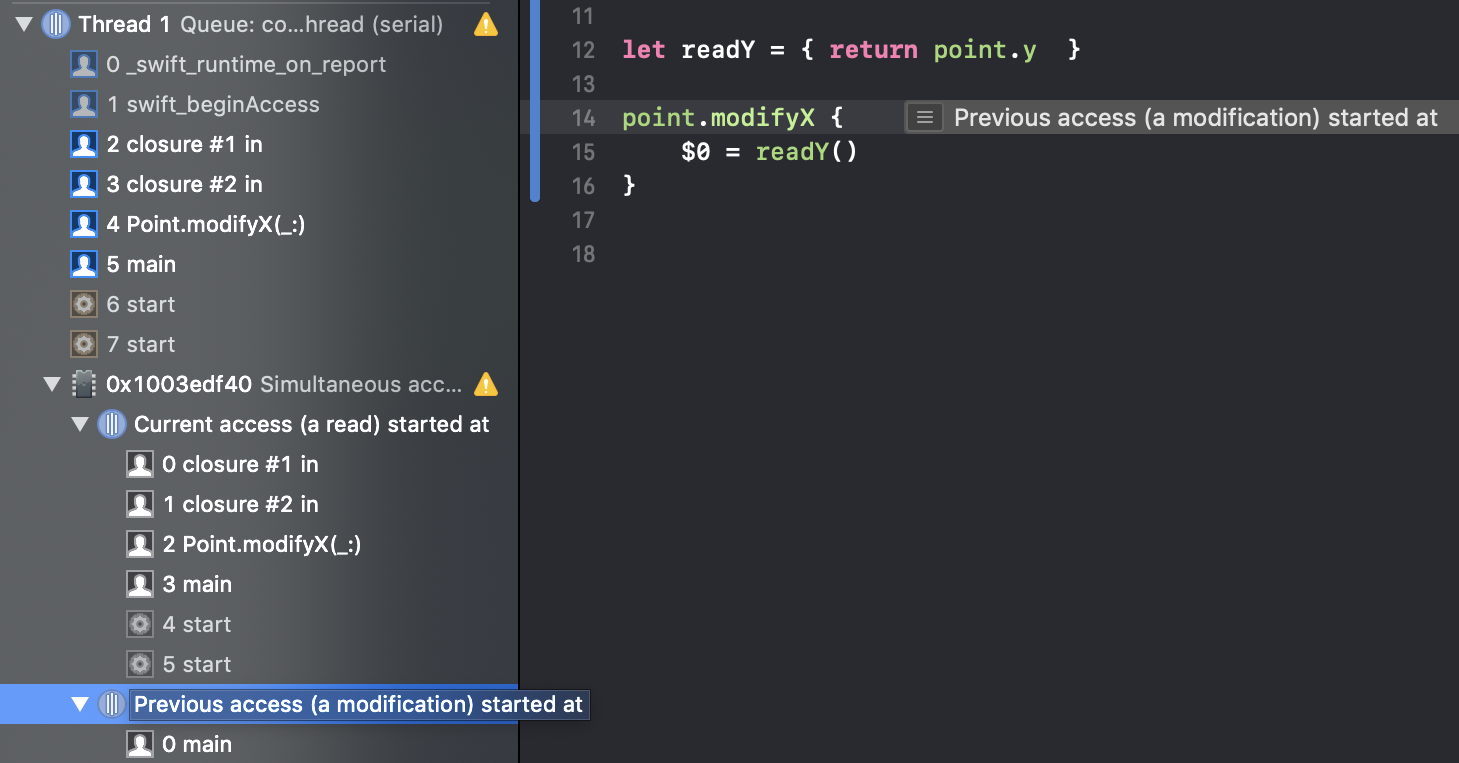 Thread 1 Queue: co...hread (serial)
0 _swift_runtime_on_report
1 swift_beginAccess
2 closure #1 in
3 closure #2 in
4 Point.modifyX(_:)
5 main
6 start
7 start
0x1003edf40 Simultaneous acc...
Current access (a read) started at
0 closure #1 in
1 closure #2 in
2 Point.modifyX(_:)
3 main
4 start
5 start
Previous access (a modification) started at
0 main
11
12 let readY = { return point.y  }
13
14 point.modifyX { Previous access (a modification) started at
15     $0 = readY()
16 }
17
18